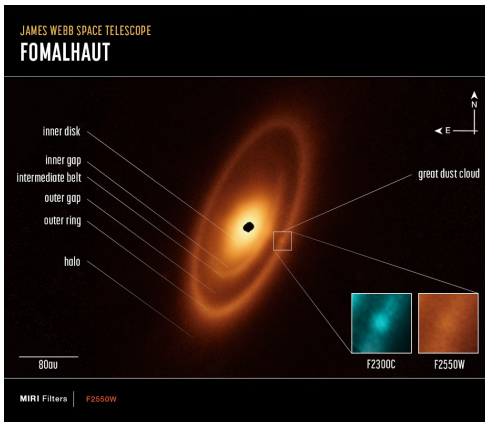 JAMES WEBB SPACE TELESCOPE
FOMALHAUT
N
E
inner disk
inner gap
intermediate belt
outer gap
outer ring
halo
great dust cloud
80au
F2300C
F2550W
MIRI Filters
F2550W